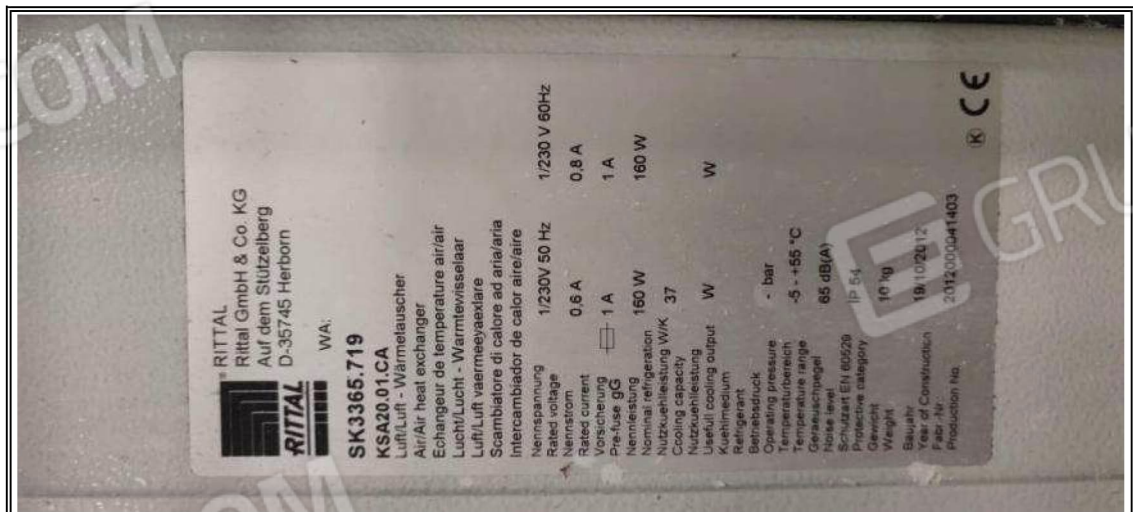 RITTAL
RITTAL
Rittal GmbH & Co. KG
Auf dem Stützelberg
D-35745 Herborn
WA:
SK3365.719
KSA20.01.CA
Luft/Luft - Wärmetauscher
Air/Air heat exchanger
Echangeur de temperature air/air
Lucht/Lucht - Warmtewisselaar
Luft/Luft vaermeeyaexlare
Scambiatore di calore ad aria/aria
Intercambiador de calor aire/aire
Nennspannung 1/230V 50 Hz 1/230 V 60Hz
Rated voltage
Nennstrom 0,6 A 0,8 A
Rated current
Vorsicherung 1 A 1 A
Pre-fuse gG
Nennleistung 160 W 160 W
Nominal refrigeration
Nutzkuehlleistung W/K 37
Cooling capacity
Nutzkuehlleistung W W
Usefull cooling output
Kuehlmedium
Refrigerant
Betriebsdruck - bar
Operating pressure
Temperaturbereich -5 - +55 °C
Temperature range
Geraeuschpegel 65 dB(A)
Noise level
Schutzart EN 60529 IP 54
Protective category
Gewicht 10 kg
Weight
Baujahr 19/10/2012
Year of Construction
Fabr.-Nr.: 2012000041403
Production No.
K CE
COM
EGRU
OM